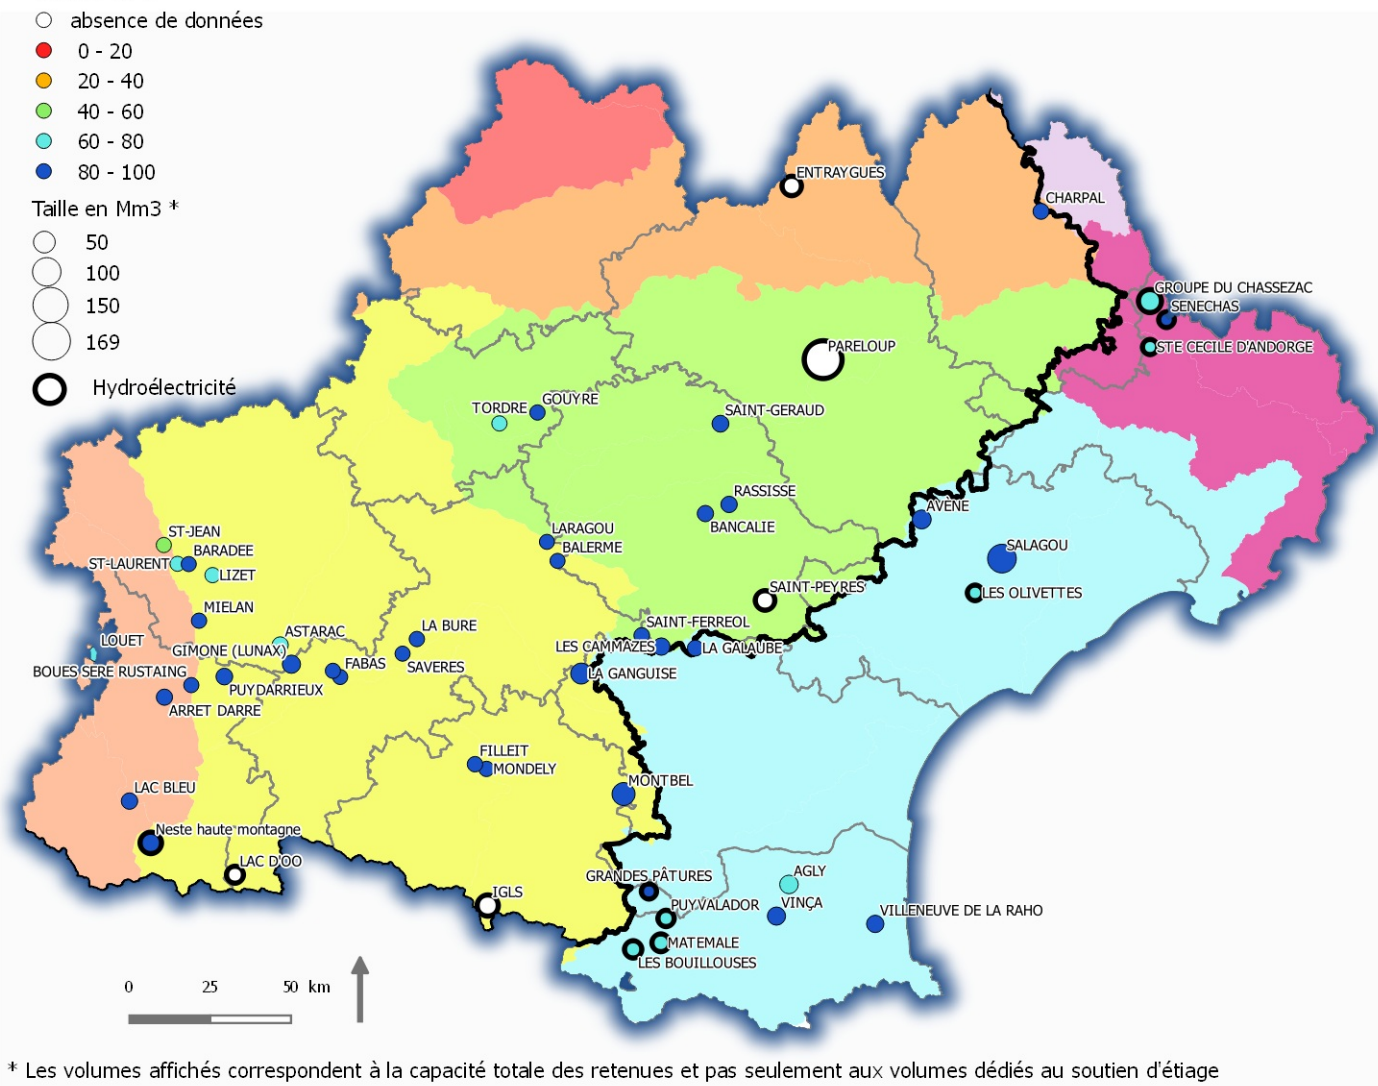 absence de données
0 - 20
20 - 40
40 - 60
60 - 80
80 - 100
Taille en Mm3 *
50
100
150
169
Hydroélectricité
ENTRAYGUES
CHARPAL
GROUPE DU CHASSEZAC
SENECHAS
STE CECILE D'ANDORGE
PARELOUP
GOUYRE
TORDRE
SAINT-GERAUD
RASSISSE
BANCALIE
AVÈNE
LARAGOU
BALERME
SALAGOU
LES OLIVETTES
ST-JEAN
BARADEE
ST-LAURENT
LIZET
SAINT-PEYRES
MIELAN
SAINT-FERREOL
LA BURE
ASTARAC
LOUET
GIMONE (LUNAX)
LES CAMMAZES
LA GALAUBE
FABAS
SAVERES
BOUES SERE RUSTAING
LA GANGUISE
PUYDARRIEUX
ARRET DARRE
FILLEIT
MONDELY
MONTBEL
LAC BLEU
Neste haute montagne
LAC D'OO
GRANDES PÂTURES
AGLY
IGLS
PUYVALADOR
VINÇA
VILLENEUVE DE LA RAHO
MATEMALE
LES BOUILLOUSES
0 25 50 km
* Les volumes affichés correspondent à la capacité totale des retenues et pas seulement aux volumes dédiés au soutien d'étiage